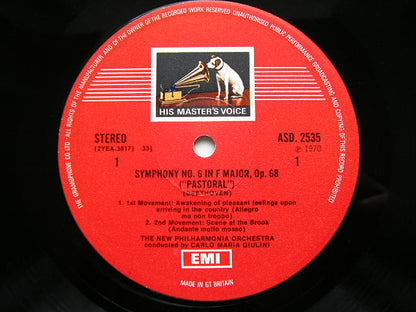 ALL RIGHTS OF THE MANUFACTURER AND OF THE OWNER OF THE RECORDED WORK RESERVED UNAUTHORISED PUBLIC PERFORMANCE BROADCASTING AND COPYING OF THIS RECORD PROHIBITED
HIS MASTER'S VOICE
STEREO
(2YEA.3817) 33⅓
1
ASD. 2535
℗ 1970
1
SYMPHONY NO. 6 IN F MAJOR, Op. 68
("PASTORAL")
(BEETHOVEN)
1. 1st Movement: Awakening of pleasant feelings upon
arriving in the country (Allegro
ma non troppo)
2. 2nd Movement: Scene at the Brook
(Andante molto mosso)
THE NEW PHILHARMONIA ORCHESTRA
conducted by CARLO MARIA GIULINI
EMI
MADE IN GT BRITAIN
THE GRAMOPHONE CO LTD